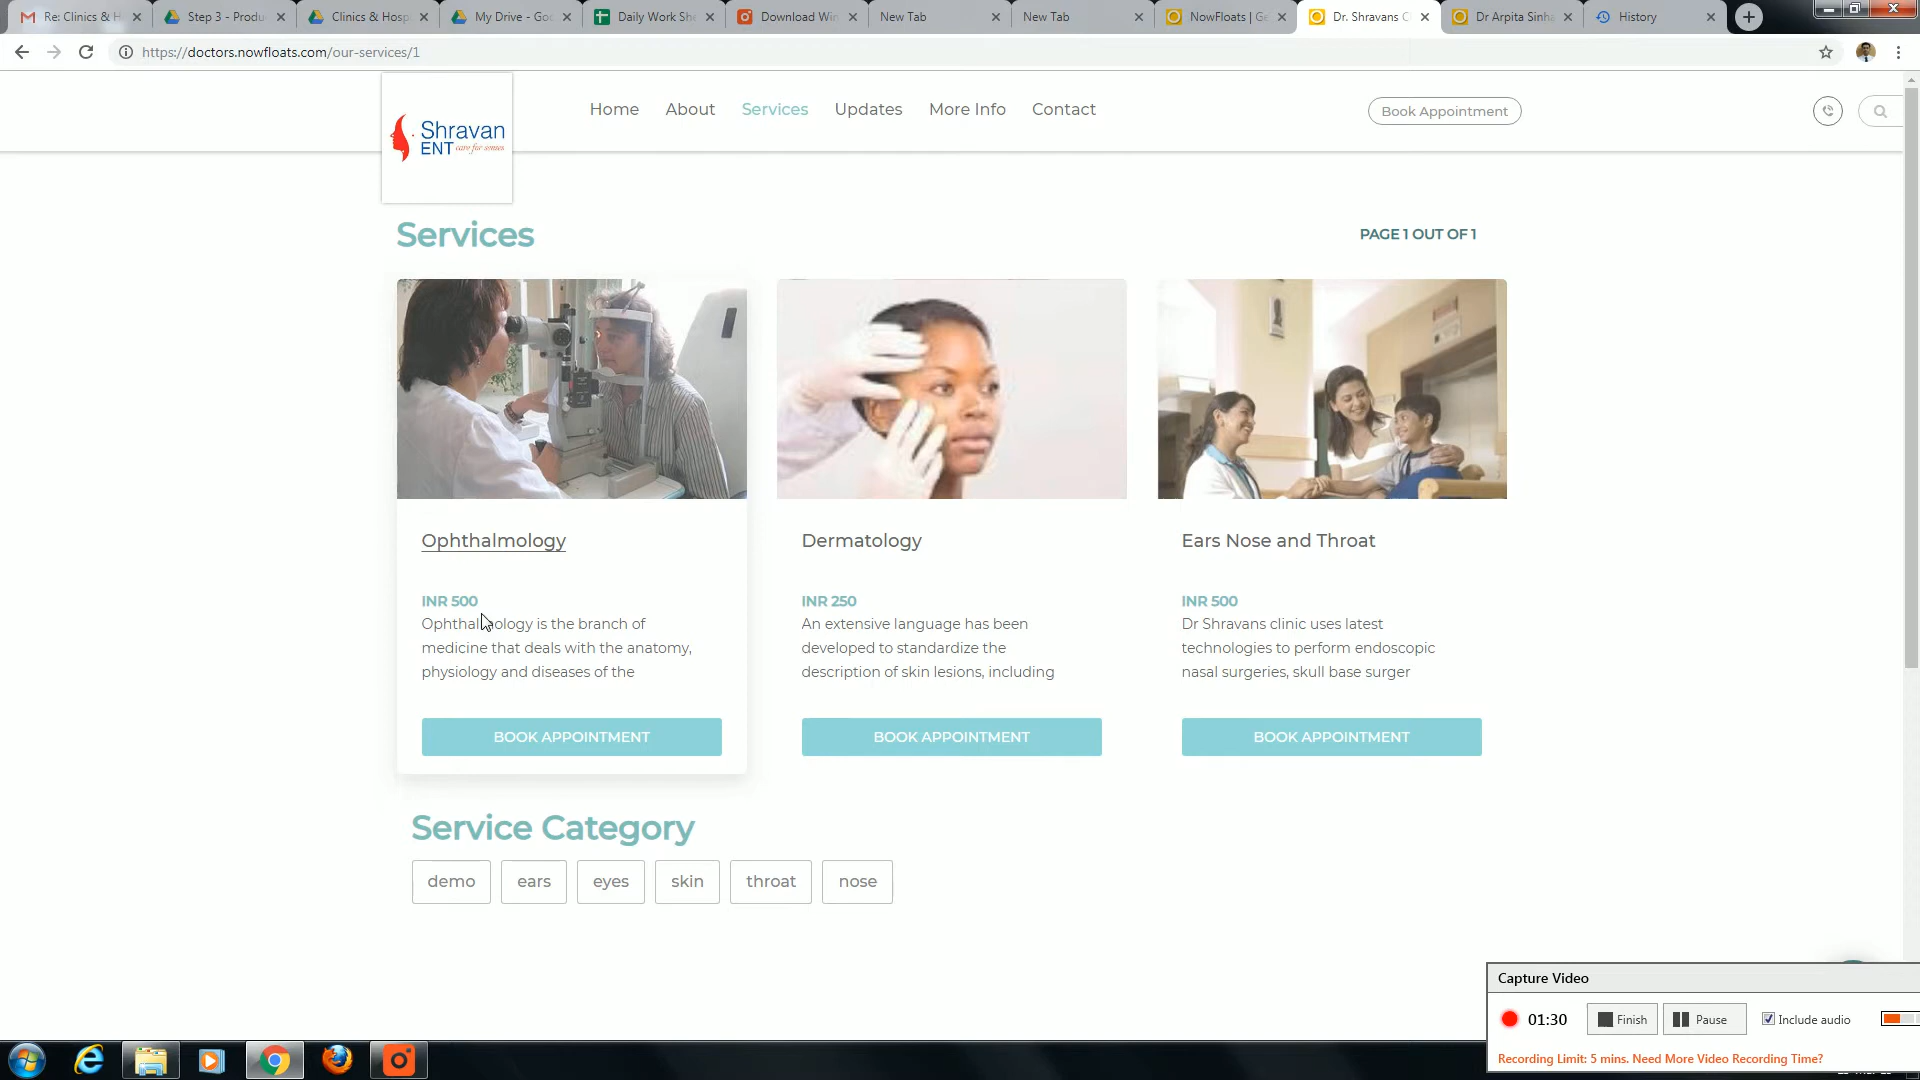 Re: Clinics & H
Step 3 - Produ
Clinics & Hosp
My Drive - Goo
Daily Work She
Download Win
New Tab
New Tab
NowFloats | Ge
Dr. Shravans C
Dr Arpita Sinha
History
https://doctors.nowfloats.com/our-services/1
Shravan
ENT care for senses
Home
About
Services
Updates
More Info
Contact
Book Appointment
Services
PAGE 1 OUT OF 1
Ophthalmology
Dermatology
Ears Nose and Throat
INR 500
Ophthalmology is the branch of
medicine that deals with the anatomy,
physiology and diseases of the
INR 250
An extensive language has been
developed to standardize the
description of skin lesions, including
INR 500
Dr Shravans clinic uses latest
technologies to perform endoscopic
nasal surgeries, skull base surger
BOOK APPOINTMENT
BOOK APPOINTMENT
BOOK APPOINTMENT
Service Category
demo
ears
eyes
skin
throat
nose
Capture Video
01:30
Finish
Pause
Include audio
Recording Limit: 5 mins. Need More Video Recording Time?